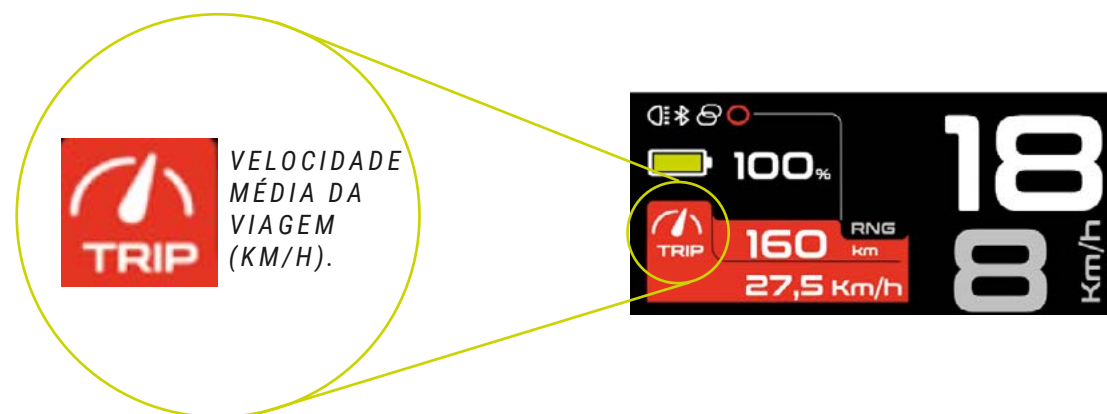 TRIP
VELOCIDADE
MÉDIA DA
VIAGEM
(KM/H).
100%
TRIP
160 RNG km
27,5 Km/h
18
8 Km/h